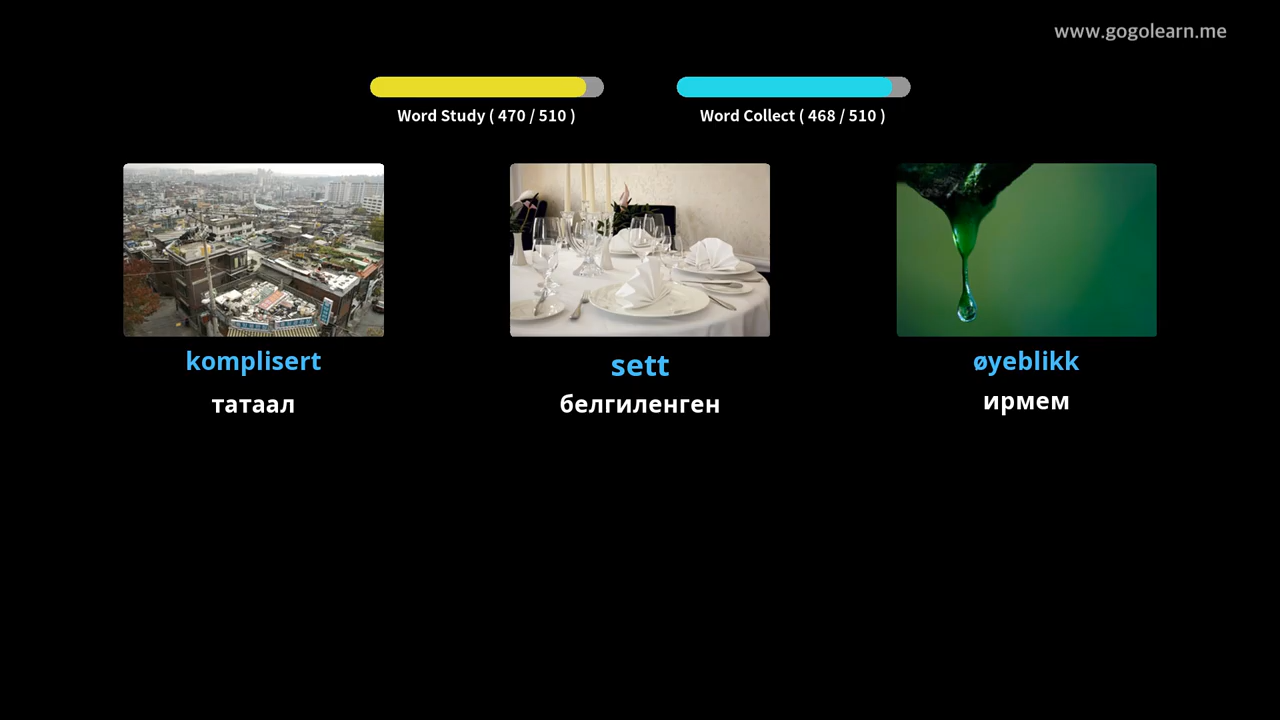 www.gogolearn.me
Word Study ( 470 / 510 )
Word Collect ( 468 / 510 )
komplisert
sett
øyeblikk
татаал
белгиленген
ирмем